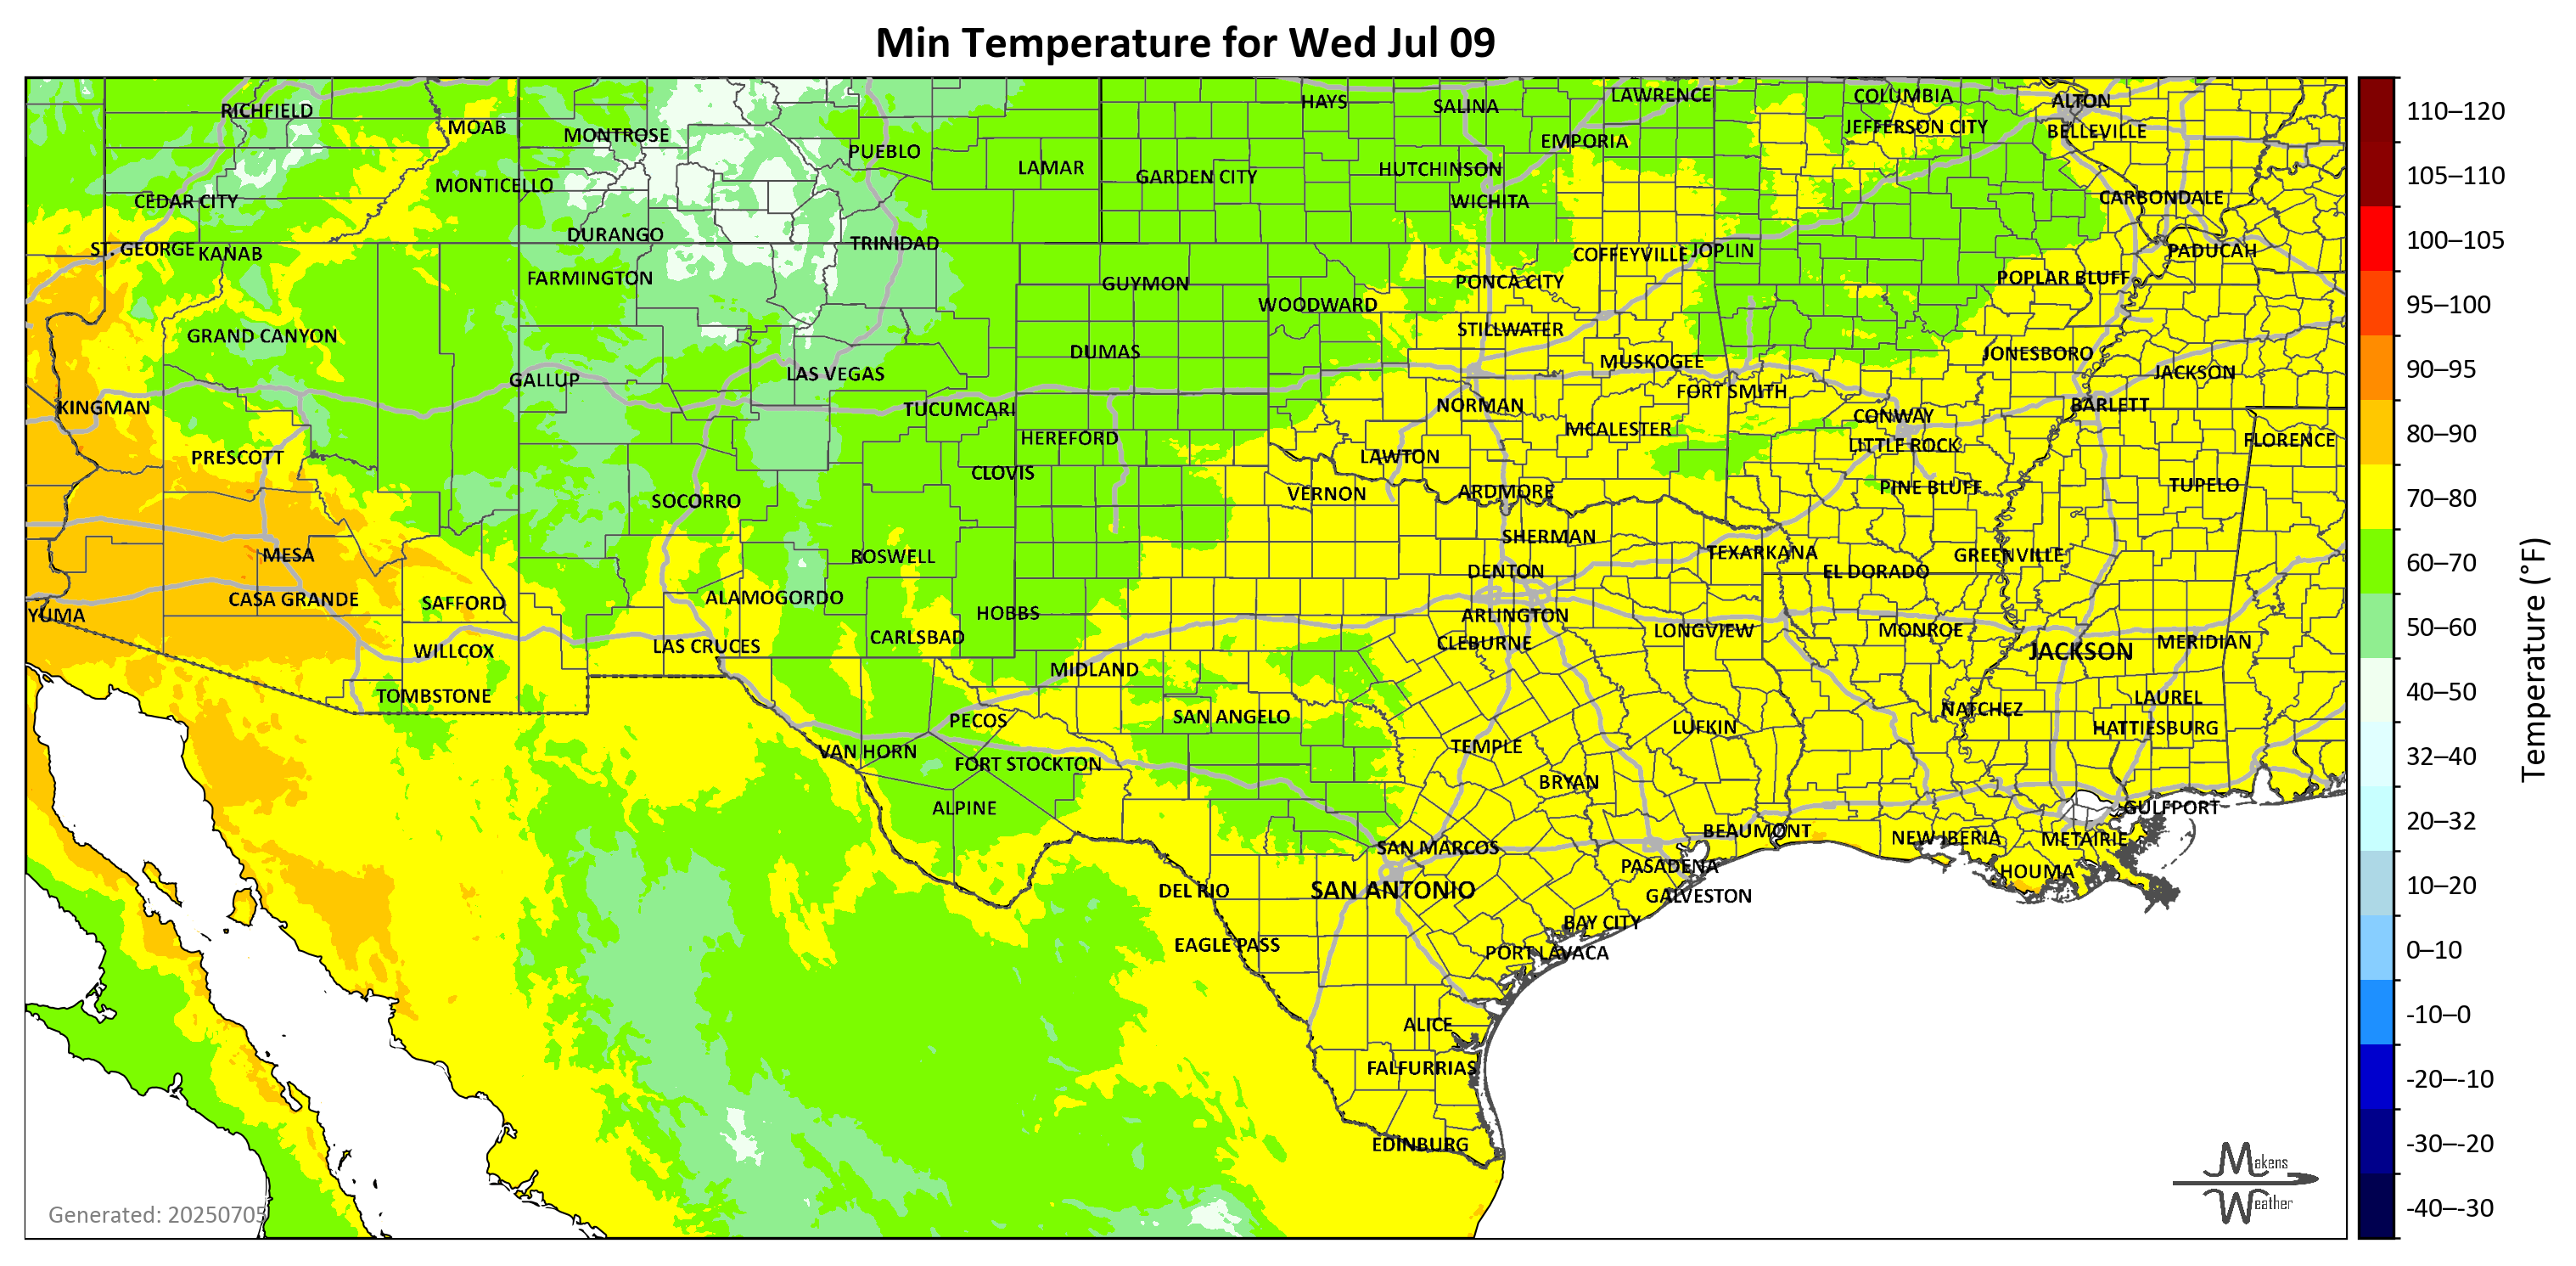 Min Temperature for Wed Jul 09
HAYS
SALINA
LAWRENCE
COLUMBIA
ALTON
RICHFIELD
MOAB
MONTROSE
JEFFERSON CITY
BELLEVILLE
PUEBLO
EMPORIA
LAMAR
GARDEN CITY
HUTCHINSON
MONTICELLO
CEDAR CITY
WICHITA
CARBONDALE
DURANGO
TRINIDAD
ST. GEORGE
KANAB
COFFEYVILLE
JOPLIN
PADUCAH
FARMINGTON
GUYMON
PONCA CITY
POPLAR BLUFF
WOODWARD
GRAND CANYON
STILLWATER
DUMAS
MUSKOGEE
JONESBORO
GALLUP
LAS VEGAS
FORT SMITH
JACKSON
KINGMAN
TUCUMCARI
NORMAN
CONWAY
BARLETT
HEREFORD
MCALESTER
LITTLE ROCK
FLORENCE
PRESCOTT
CLOVIS
LAWTON
SOCORRO
VERNON
ARDMORE
PINE BLUFF
TUPELO
MESA
ROSWELL
SHERMAN
TEXARKANA
GREENVILLE
DENTON
EL DORADO
YUMA
CASA GRANDE
SAFFORD
ALAMOGORDO
HOBBS
ARLINGTON
WILLCOX
LAS CRUCES
CARLSBAD
CLEBURNE
LONGVIEW
MONROE
JACKSON
MERIDIAN
MIDLAND
TOMBSTONE
PECOS
SAN ANGELO
NATCHEZ
LAUREL
VAN HORN
FORT STOCKTON
TEMPLE
LUFKIN
HATTIESBURG
ALPINE
BRYAN
GULFPORT
SAN MARCOS
BEAUMONT
NEW IBERIA
METAIRIE
DEL RIO
SAN ANTONIO
PASADENA
HOUMA
GALVESTON
EAGLE PASS
BAY CITY
PORT LAVACA
ALICE
FALFURRIAS
EDINBURG
Generated: 20250705
Makens
Weather
110–120
105–110
100–105
95–100
90–95
80–90
70–80
60–70
50–60
40–50
32–40
20–32
10–20
0–10
-10–0
-20–-10
-30–-20
-40–-30
Temperature (°F)